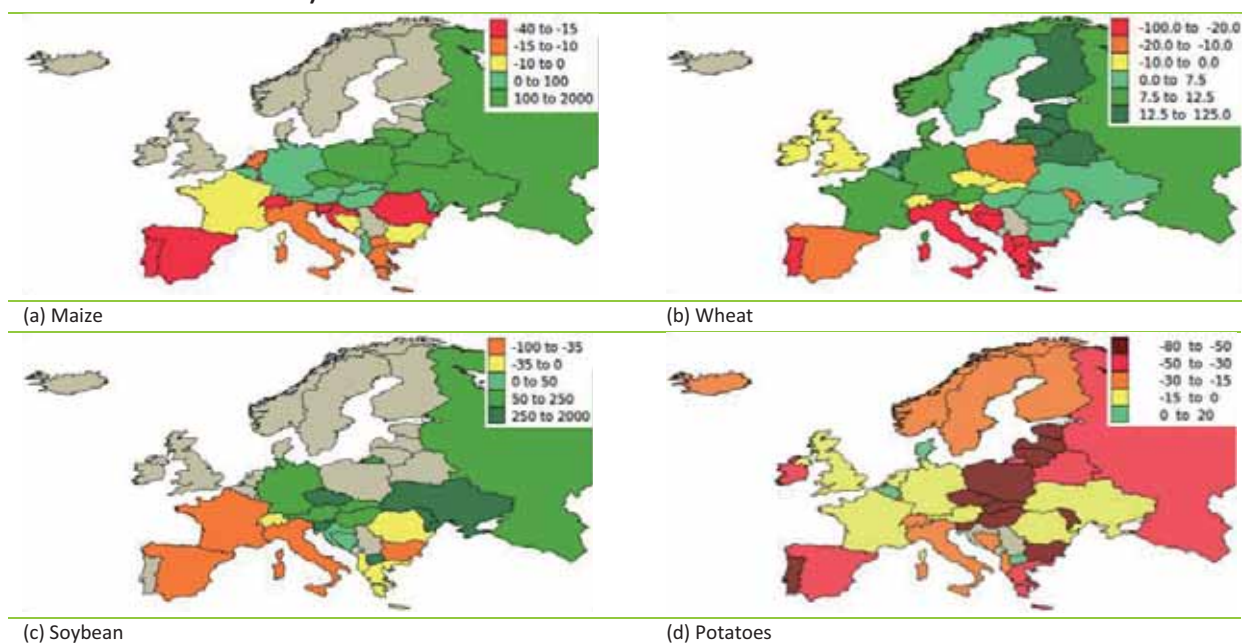 -40 to -15
-15 to -10
-10 to 0
0 to 100
100 to 2000
-100.0 to -20.0
-20.0 to -10.0
-10.0 to 0.0
0.0 to 7.5
7.5 to 12.5
12.5 to 125.0
(a) Maize
(b) Wheat
-100 to -35
-35 to 0
0 to 50
50 to 250
250 to 2000
-80 to -50
-50 to -30
-30 to -15
-15 to 0
0 to 20
(c) Soybean
(d) Potatoes